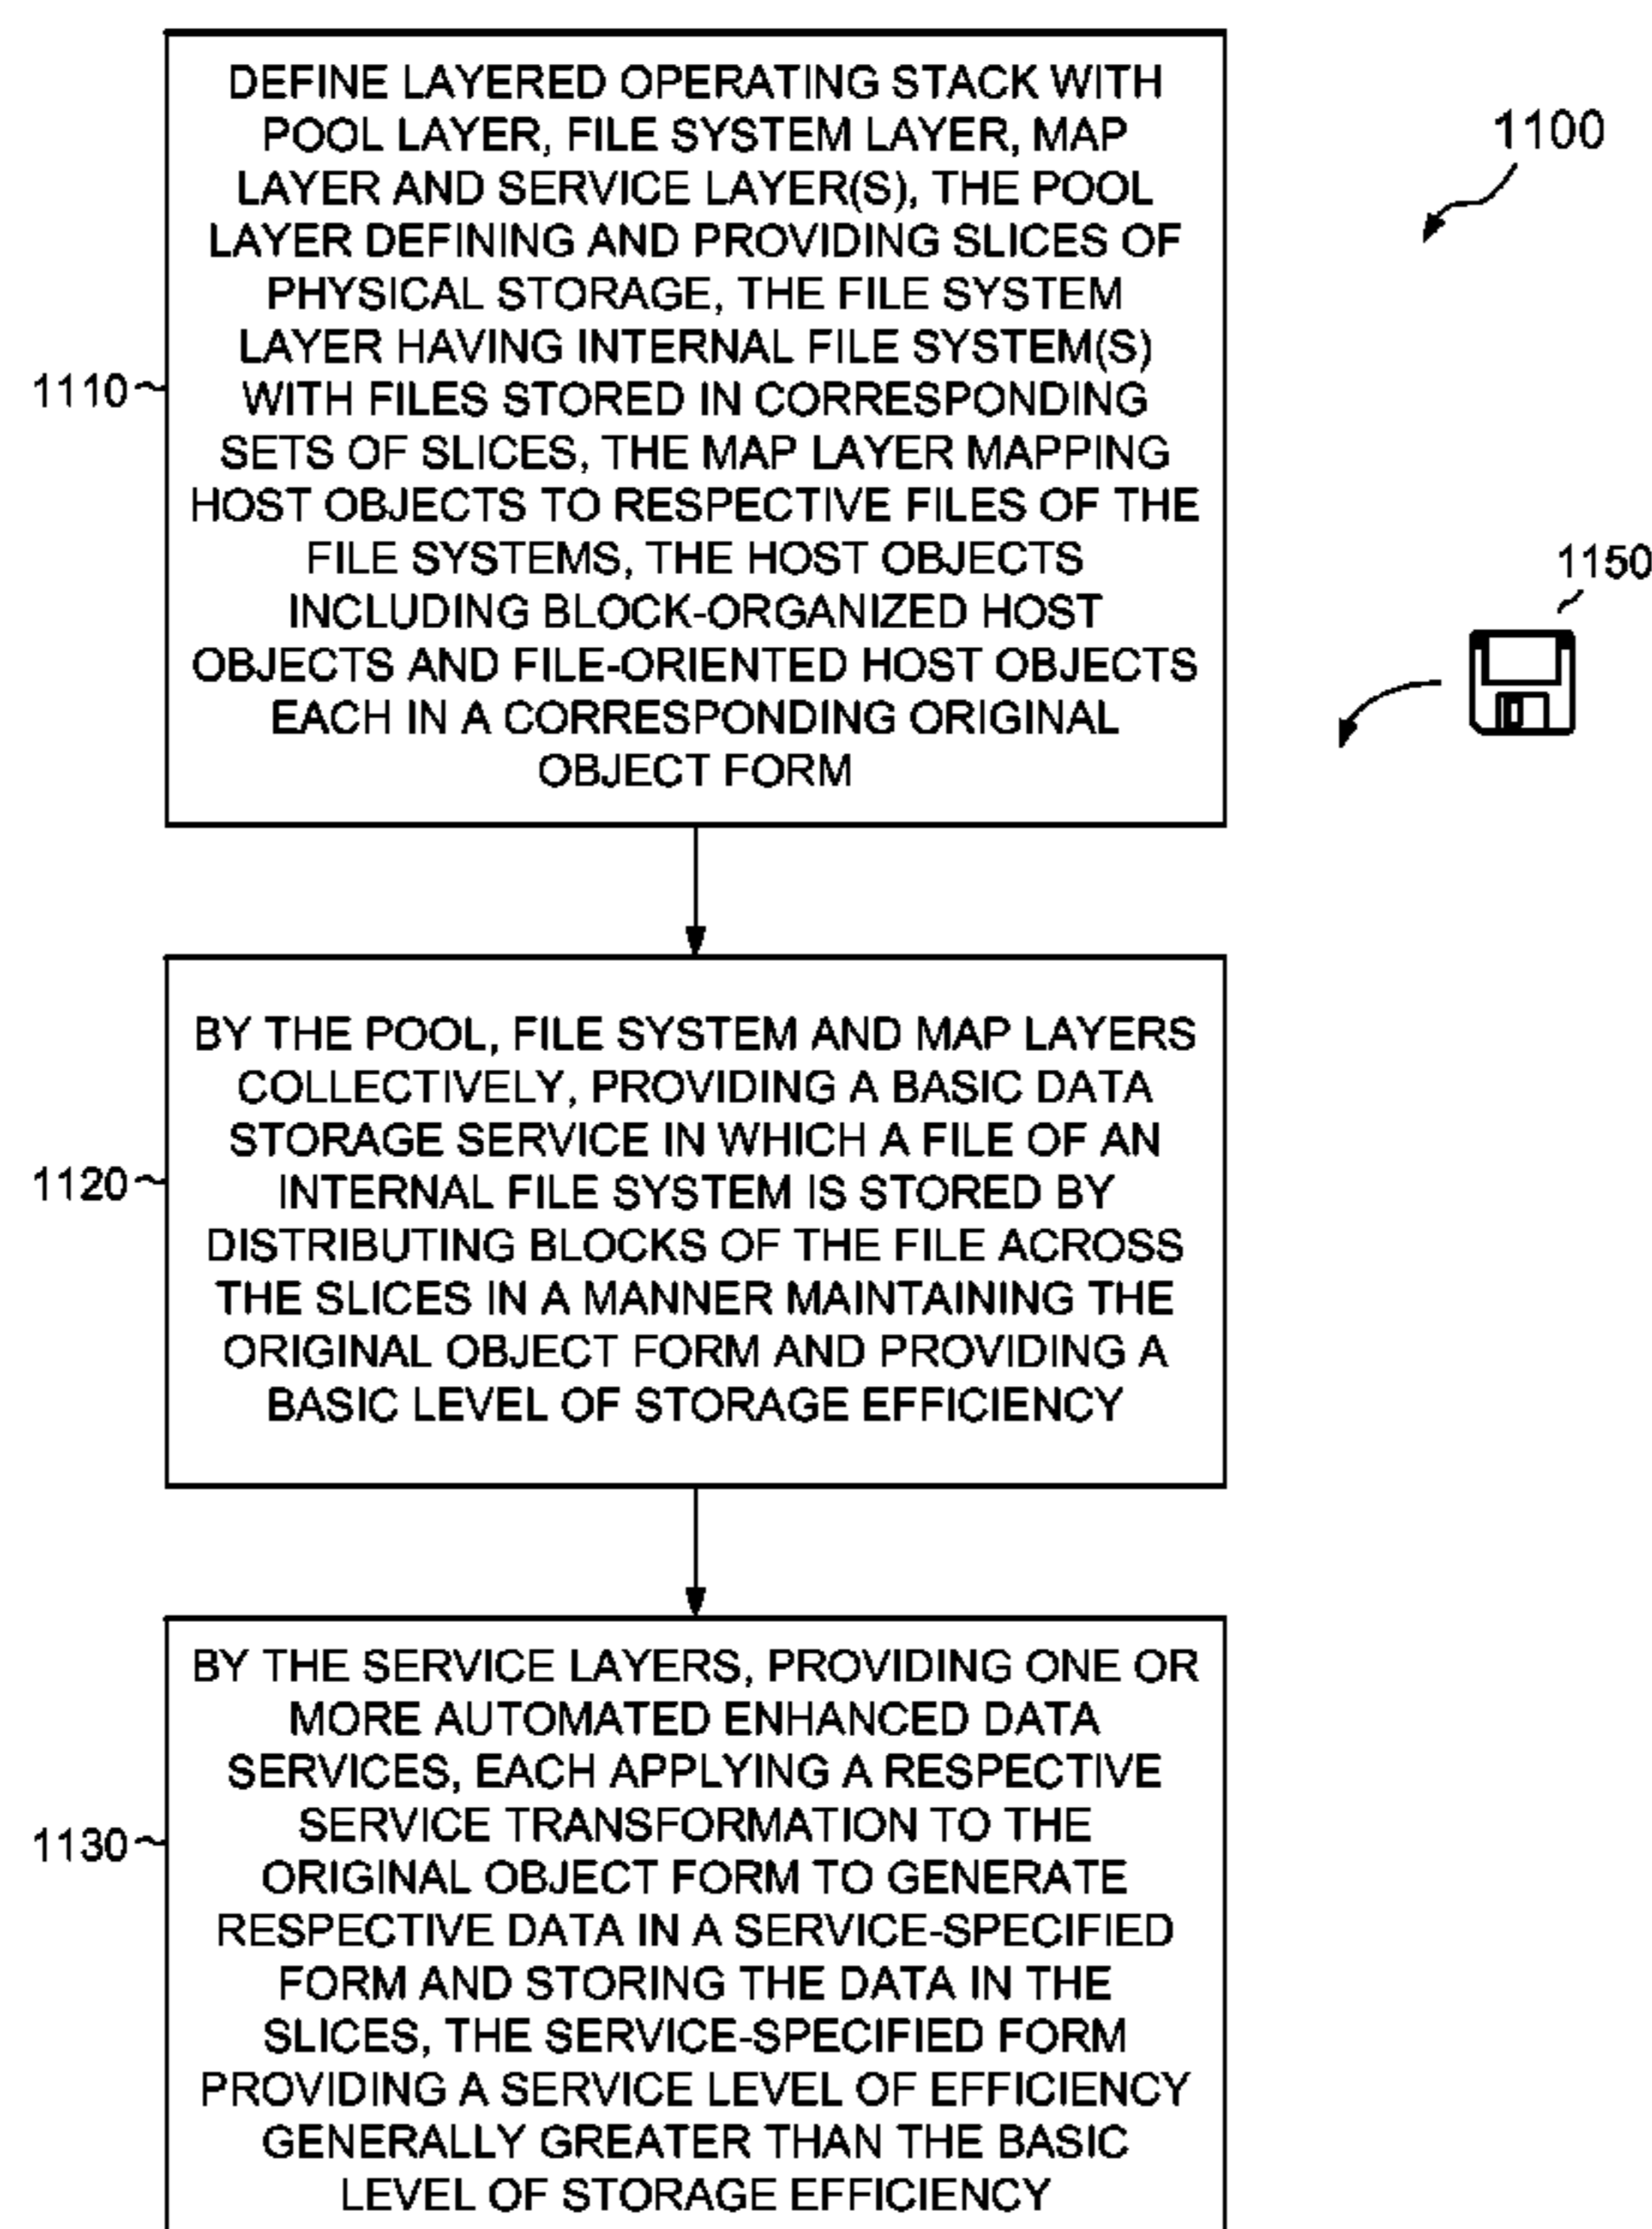 DEFINE LAYERED OPERATING STACK WITH
POOL LAYER, FILE SYSTEM LAYER, MAP
LAYER AND SERVICE LAYER(S), THE POOL
LAYER DEFINING AND PROVIDING SLICES OF
PHYSICAL STORAGE, THE FILE SYSTEM
LAYER HAVING INTERNAL FILE SYSTEM(S)
WITH FILES STORED IN CORRESPONDING
SETS OF SLICES, THE MAP LAYER MAPPING
HOST OBJECTS TO RESPECTIVE FILES OF THE
FILE SYSTEMS, THE HOST OBJECTS
INCLUDING BLOCK-ORGANIZED HOST
OBJECTS AND FILE-ORIENTED HOST OBJECTS
EACH IN A CORRESPONDING ORIGINAL
OBJECT FORM
1110
1100
1150
BY THE POOL, FILE SYSTEM AND MAP LAYERS
COLLECTIVELY, PROVIDING A BASIC DATA
STORAGE SERVICE IN WHICH A FILE OF AN
INTERNAL FILE SYSTEM IS STORED BY
DISTRIBUTING BLOCKS OF THE FILE ACROSS
THE SLICES IN A MANNER MAINTAINING THE
ORIGINAL OBJECT FORM AND PROVIDING A
BASIC LEVEL OF STORAGE EFFICIENCY
1120
BY THE SERVICE LAYERS, PROVIDING ONE OR
MORE AUTOMATED ENHANCED DATA
SERVICES, EACH APPLYING A RESPECTIVE
SERVICE TRANSFORMATION TO THE
ORIGINAL OBJECT FORM TO GENERATE
RESPECTIVE DATA IN A SERVICE-SPECIFIED
FORM AND STORING THE DATA IN THE
SLICES, THE SERVICE-SPECIFIED FORM
PROVIDING A SERVICE LEVEL OF EFFICIENCY
GENERALLY GREATER THAN THE BASIC
LEVEL OF STORAGE EFFICIENCY
1130